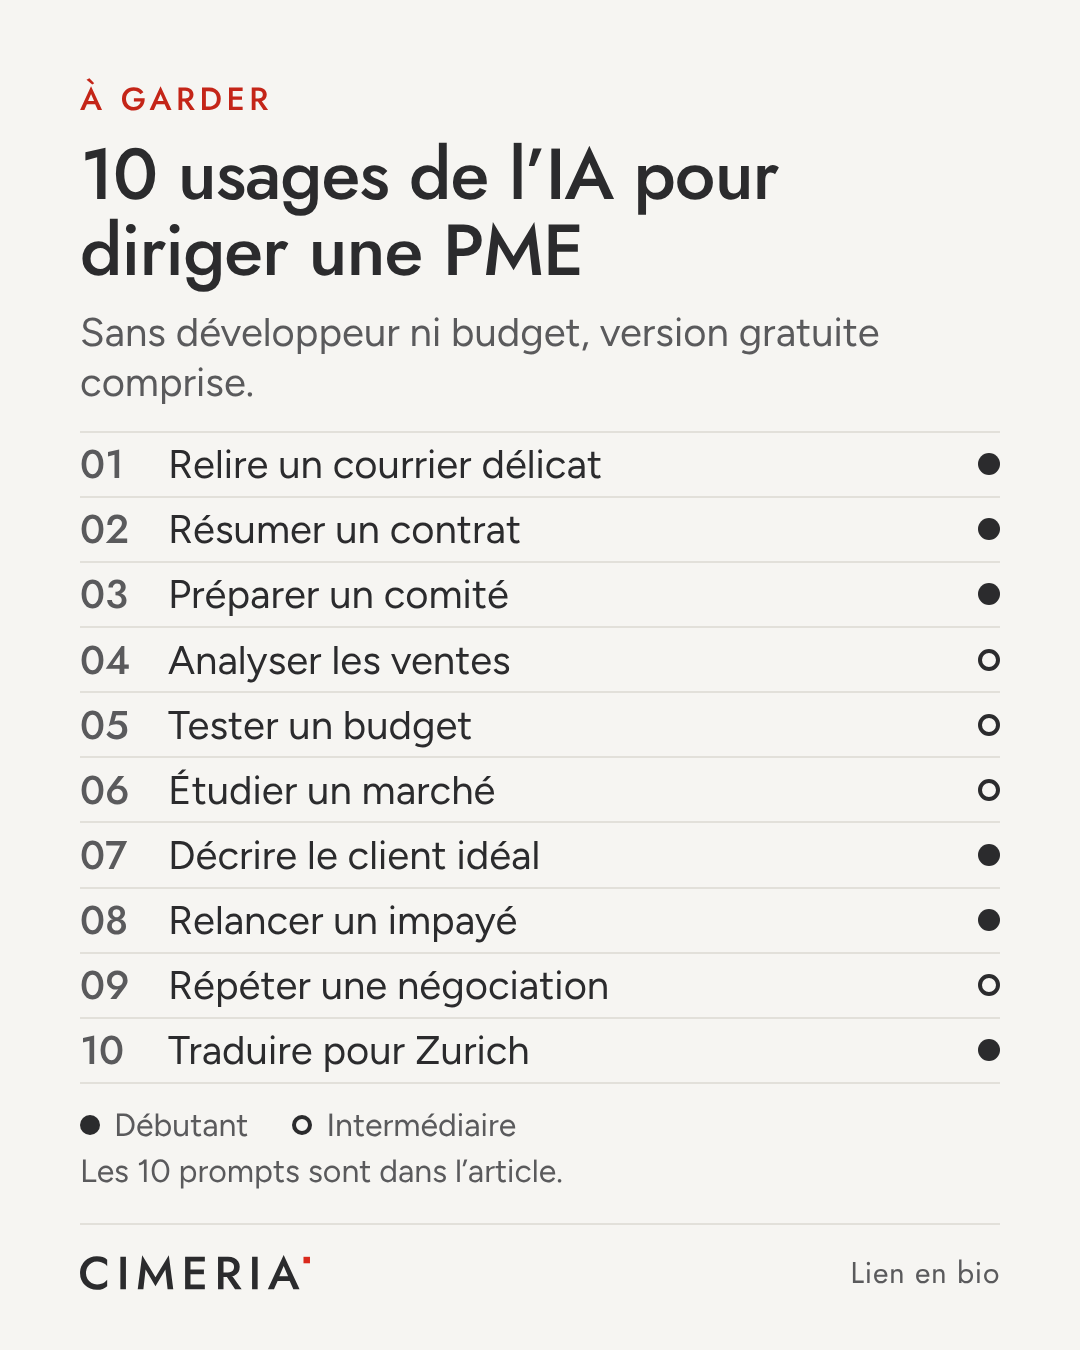 À GARDER
10 usages de l’IA pour
diriger une PME
Sans développeur ni budget, version gratuite
comprise.
01 Relire un courrier délicat
02 Résumer un contrat
03 Préparer un comité
04 Analyser les ventes
05 Tester un budget
06 Étudier un marché
07 Décrire le client idéal
08 Relancer un impayé
09 Répéter une négociation
10 Traduire pour Zurich
Débutant Intermédiaire
Les 10 prompts sont dans l’article.
CIMERIA Lien en bio